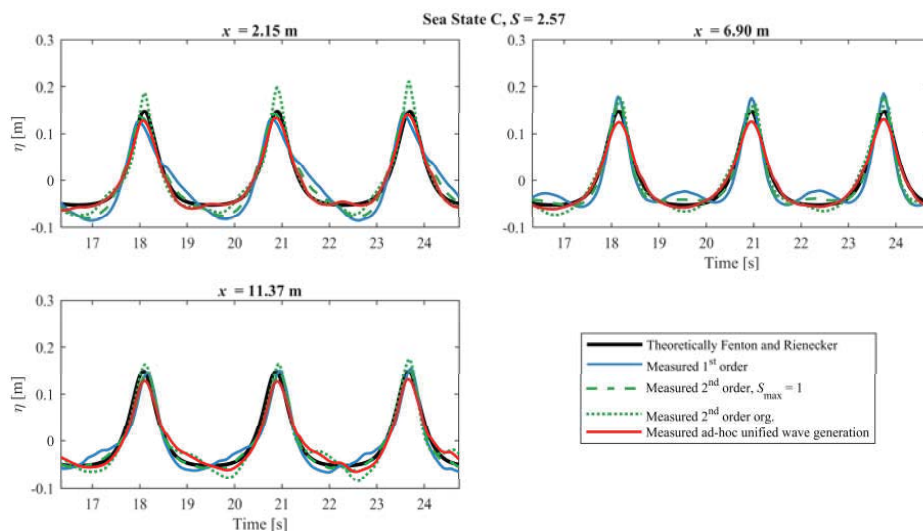 Sea State C, S = 2.57
x = 2.15 m
0.3
0.2
0.1
0
-0.1
η [m]
17 18 19 20 21 22 23 24
x = 6.90 m
0.3
0.2
0.1
0
-0.1
17 18 19 20 21 22 23 24
Time [s]
x = 11.37 m
0.3
0.2
0.1
0
-0.1
η [m]
17 18 19 20 21 22 23 24
Time [s]
Theoretically Fenton and Rienecker
Measured 1st order
Measured 2nd order, Smax = 1
Measured 2nd order org.
Measured ad-hoc unified wave generation